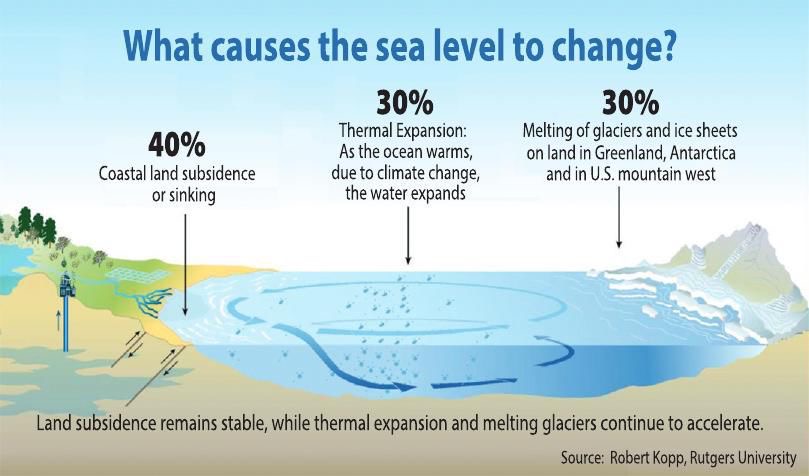 What causes the sea level to change?
40%
Coastal land subsidence
or sinking
30%
Thermal Expansion:
As the ocean warms,
due to climate change,
the water expands
30%
Melting of glaciers and ice sheets
on land in Greenland, Antarctica
and in U.S. mountain west
Land subsidence remains stable, while thermal expansion and melting glaciers continue to accelerate.
Source: Robert Kopp, Rutgers University